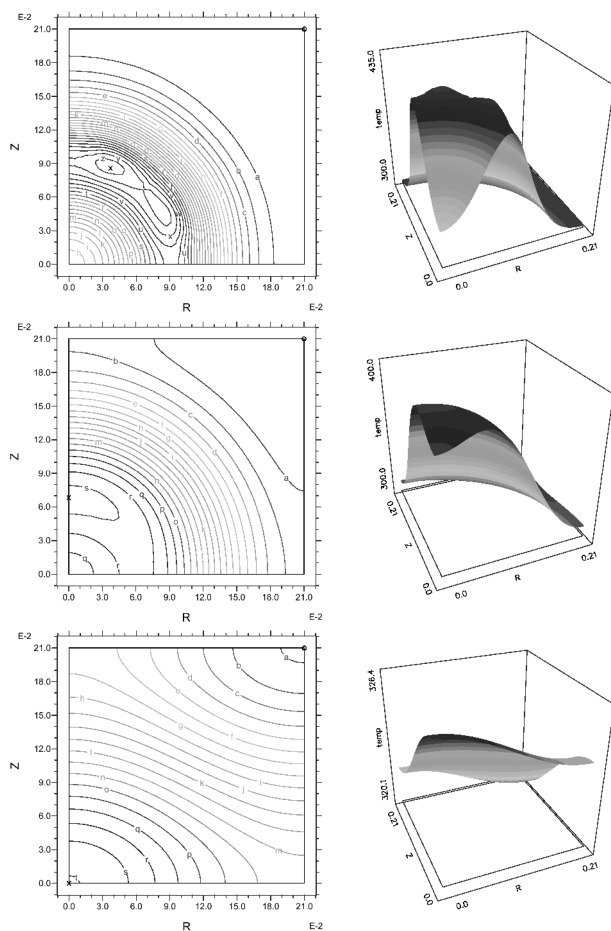 E-2
21.0
18.0
15.0
12.0
9.0
6.0
3.0
0.0
Z
0.0 3.0 6.0 9.0 12.0 15.0 18.0 21.0
R E-2
e
d
b a
c
x
435.0
temp
300.0
0.21
Z
0.0
0.0
R
0.21
E-2
21.0
18.0
15.0
12.0
9.0
6.0
3.0
0.0
Z
0.0 3.0 6.0 9.0 12.0 15.0 18.0 21.0
R E-2
b
e c
f
h g
m j i d
n a
s r q
p
o
x
q r
400.0
temp
300.0
0.21
Z
0.0
0.0
R
0.21
E-2
21.0
18.0
15.0
12.0
9.0
6.0
3.0
0.0
Z
0.0 3.0 6.0 9.0 12.0 15.0 18.0 21.0
R E-2
a
b
d
e c
h
g f
l
n k i
o j
q
p m
r
s
x
326.4
temp
320.1
0.21
Z
0.0
0.0
R
0.21